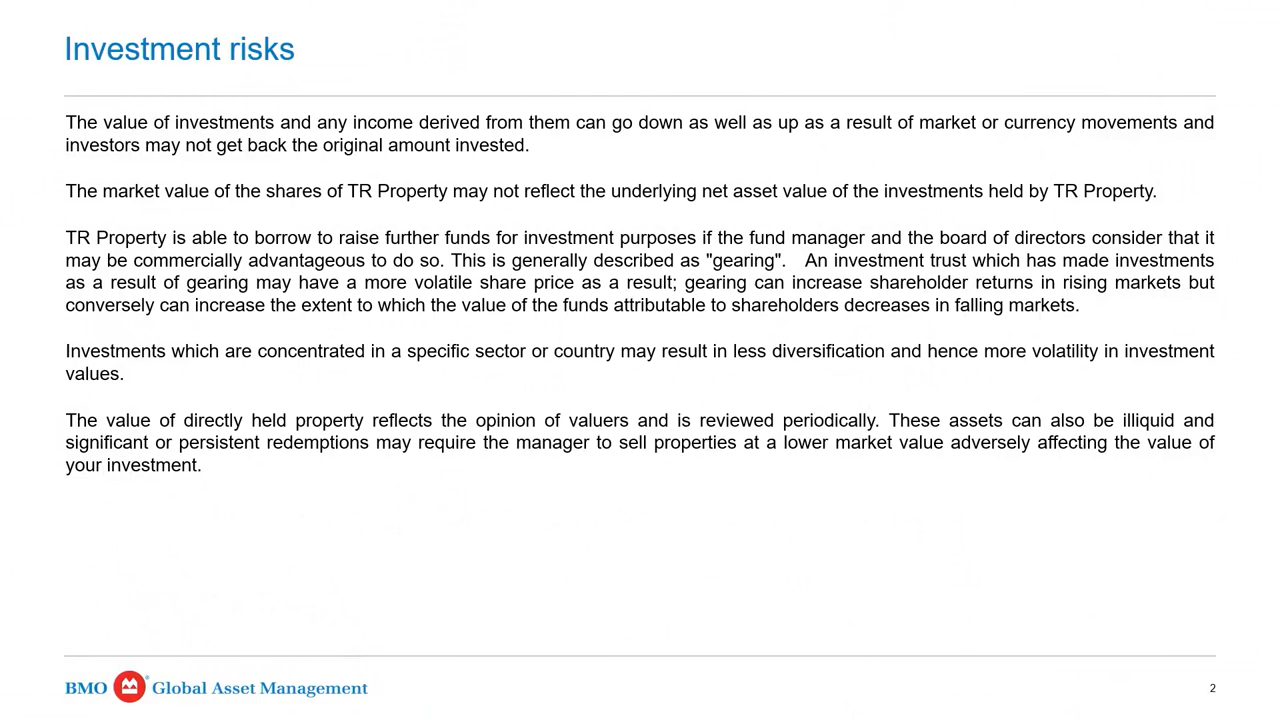 Investment risks
The value of investments and any income derived from them can go down as well as up as a result of market or currency movements and
investors may not get back the original amount invested.
The market value of the shares of TR Property may not reflect the underlying net asset value of the investments held by TR Property.
TR Property is able to borrow to raise further funds for investment purposes if the fund manager and the board of directors consider that it
may be commercially advantageous to do so. This is generally described as "gearing". An investment trust which has made investments
as a result of gearing may have a more volatile share price as a result; gearing can increase shareholder returns in rising markets but
conversely can increase the extent to which the value of the funds attributable to shareholders decreases in falling markets.
Investments which are concentrated in a specific sector or country may result in less diversification and hence more volatility in investment
values.
The value of directly held property reflects the opinion of valuers and is reviewed periodically. These assets can also be illiquid and
significant or persistent redemptions may require the manager to sell properties at a lower market value adversely affecting the value of
your investment.
BMO Global Asset Management
2